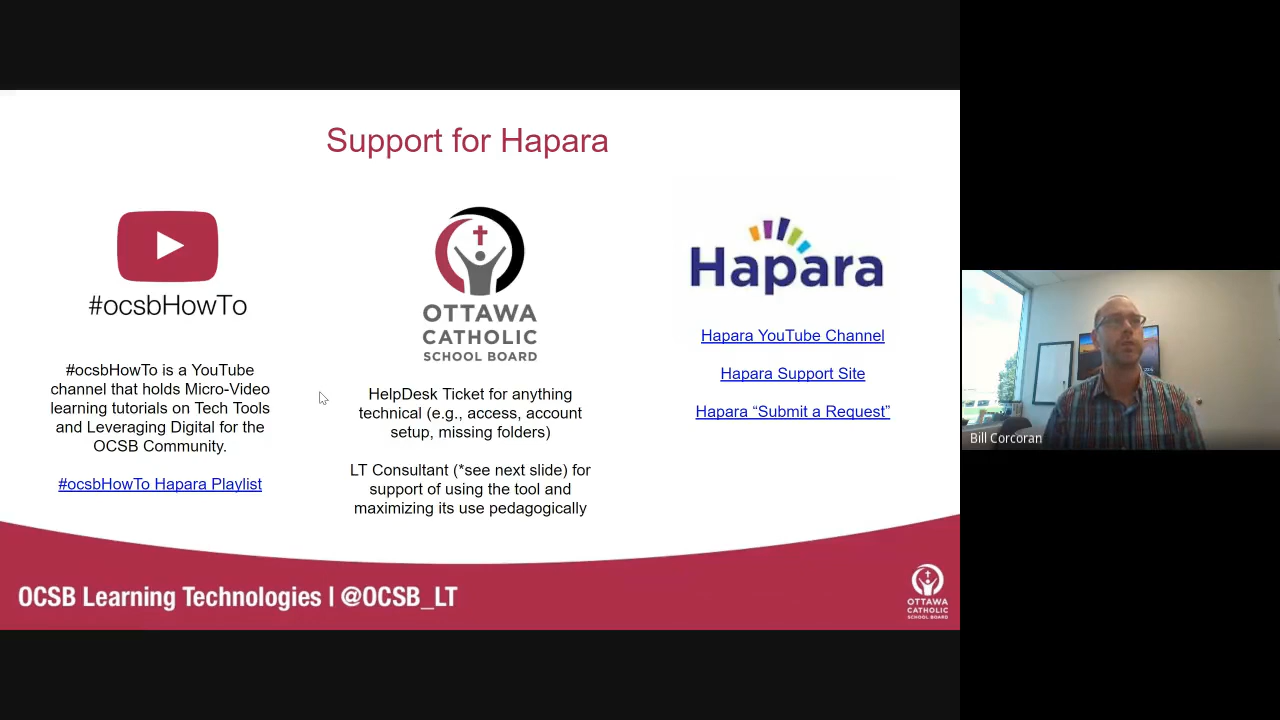 Support for Hapara
#ocsbHowTo
#ocsbHowTo is a YouTube
channel that holds Micro-Video
learning tutorials on Tech Tools
and Leveraging Digital for the
OCSB Community.
#ocsbHowTo Hapara Playlist
OTTAWA
CATHOLIC
SCHOOL BOARD
HelpDesk Ticket for anything
technical (e.g., access, account
setup, missing folders)
LT Consultant (*see next slide) for
support of using the tool and
maximizing its use pedagogically
Hapara
Hapara YouTube Channel
Hapara Support Site
Hapara “Submit a Request”
Bill Corcoran
OCSB Learning Technologies | @OCSB_LT
OTTAWA
CATHOLIC
SCHOOL BOARD